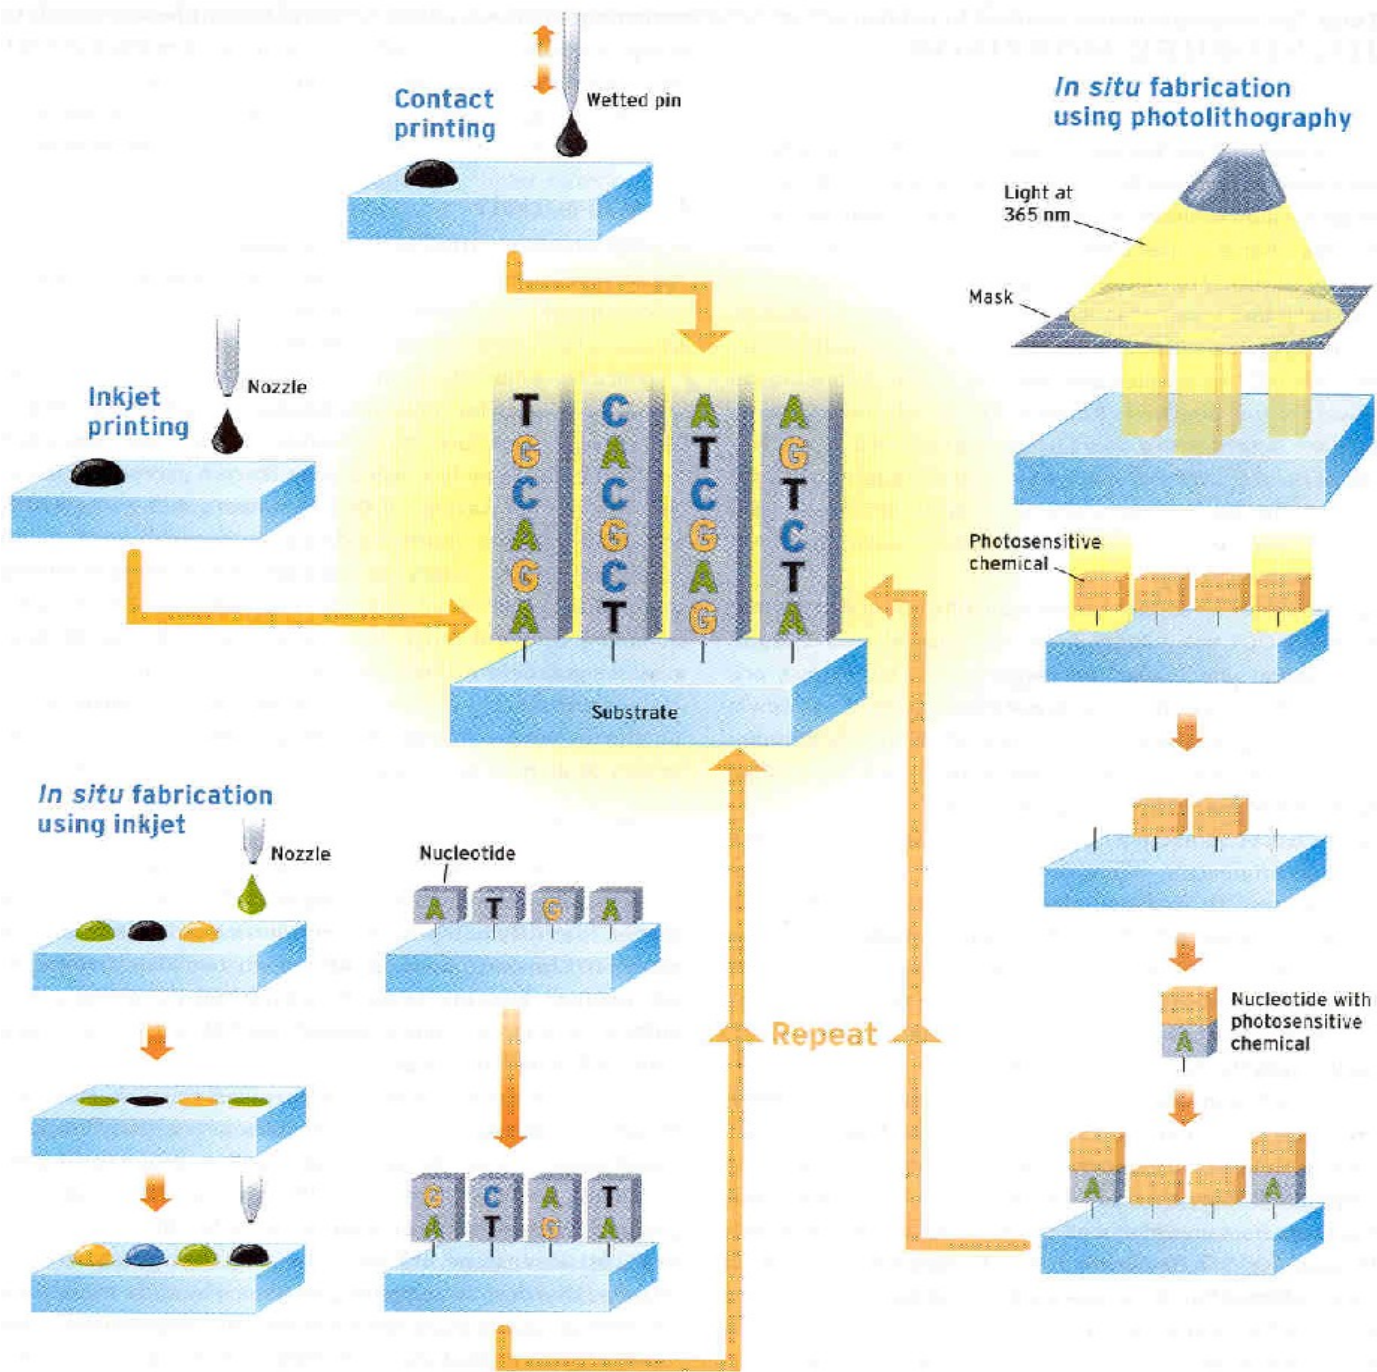 Contact
printing
Wetted pin
In situ fabrication
using photolithography
Light at
365 nm
Mask
Inkjet
printing
Nozzle
T C A A
G A T G
C C C T
A G G C
G C A T
A T G A
Substrate
Photosensitive
chemical
In situ fabrication
using inkjet
Nozzle
Nucleotide
A T G A
Repeat
Nucleotide with
photosensitive
chemical
A
G C A T
A T G A
A A